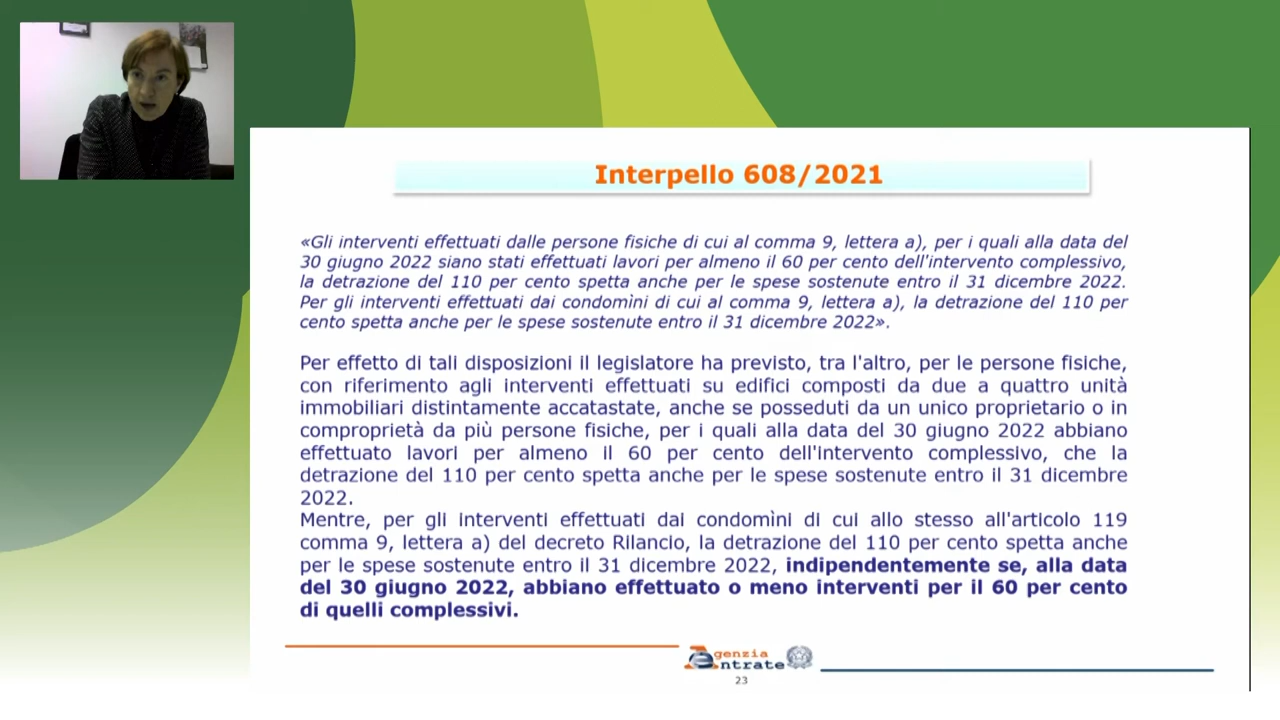 Interpello 608/2021
«Gli interventi effettuati dalle persone fisiche di cui al comma 9, lettera a), per i quali alla data del
30 giugno 2022 siano stati effettuati lavori per almeno il 60 per cento dell'intervento complessivo,
la detrazione del 110 per cento spetta anche per le spese sostenute entro il 31 dicembre 2022.
Per gli interventi effettuati dai condomìni di cui al comma 9, lettera a), la detrazione del 110 per
cento spetta anche per le spese sostenute entro il 31 dicembre 2022».
Per effetto di tali disposizioni il legislatore ha previsto, tra l'altro, per le persone fisiche,
con riferimento agli interventi effettuati su edifici composti da due a quattro unità
immobiliari distintamente accatastate, anche se posseduti da un unico proprietario o in
comproprietà da più persone fisiche, per i quali alla data del 30 giugno 2022 abbiano
effettuato lavori per almeno il 60 per cento dell'intervento complessivo, che la
detrazione del 110 per cento spetta anche per le spese sostenute entro il 31 dicembre
2022.
Mentre, per gli interventi effettuati dai condomìni di cui allo stesso all'articolo 119
comma 9, lettera a) del decreto Rilancio, la detrazione del 110 per cento spetta anche
per le spese sostenute entro il 31 dicembre 2022, indipendentemente se, alla data
del 30 giugno 2022, abbiano effettuato o meno interventi per il 60 per cento
di quelli complessivi.
agenzia
entrate
23